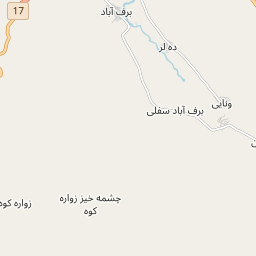 برف آباد
17
ده لر
ونایی
برف آباد سفلی
چشمه خیز زواره
کوه
زواره کوه